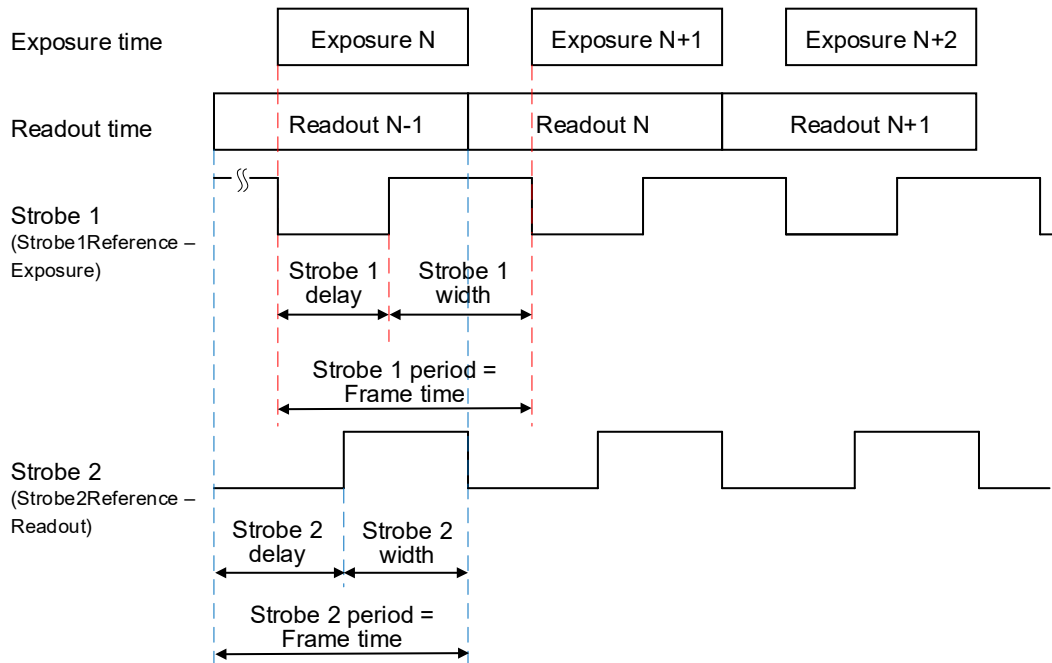 Exposure time
Exposure N
Exposure N+1
Exposure N+2
Readout time
Readout N-1
Readout N
Readout N+1
Strobe 1
(Strobe1Reference –
Exposure)
Strobe 1
delay
Strobe 1
width
Strobe 1 period =
Frame time
Strobe 2
(Strobe2Reference –
Readout)
Strobe 2
delay
Strobe 2
width
Strobe 2 period =
Frame time